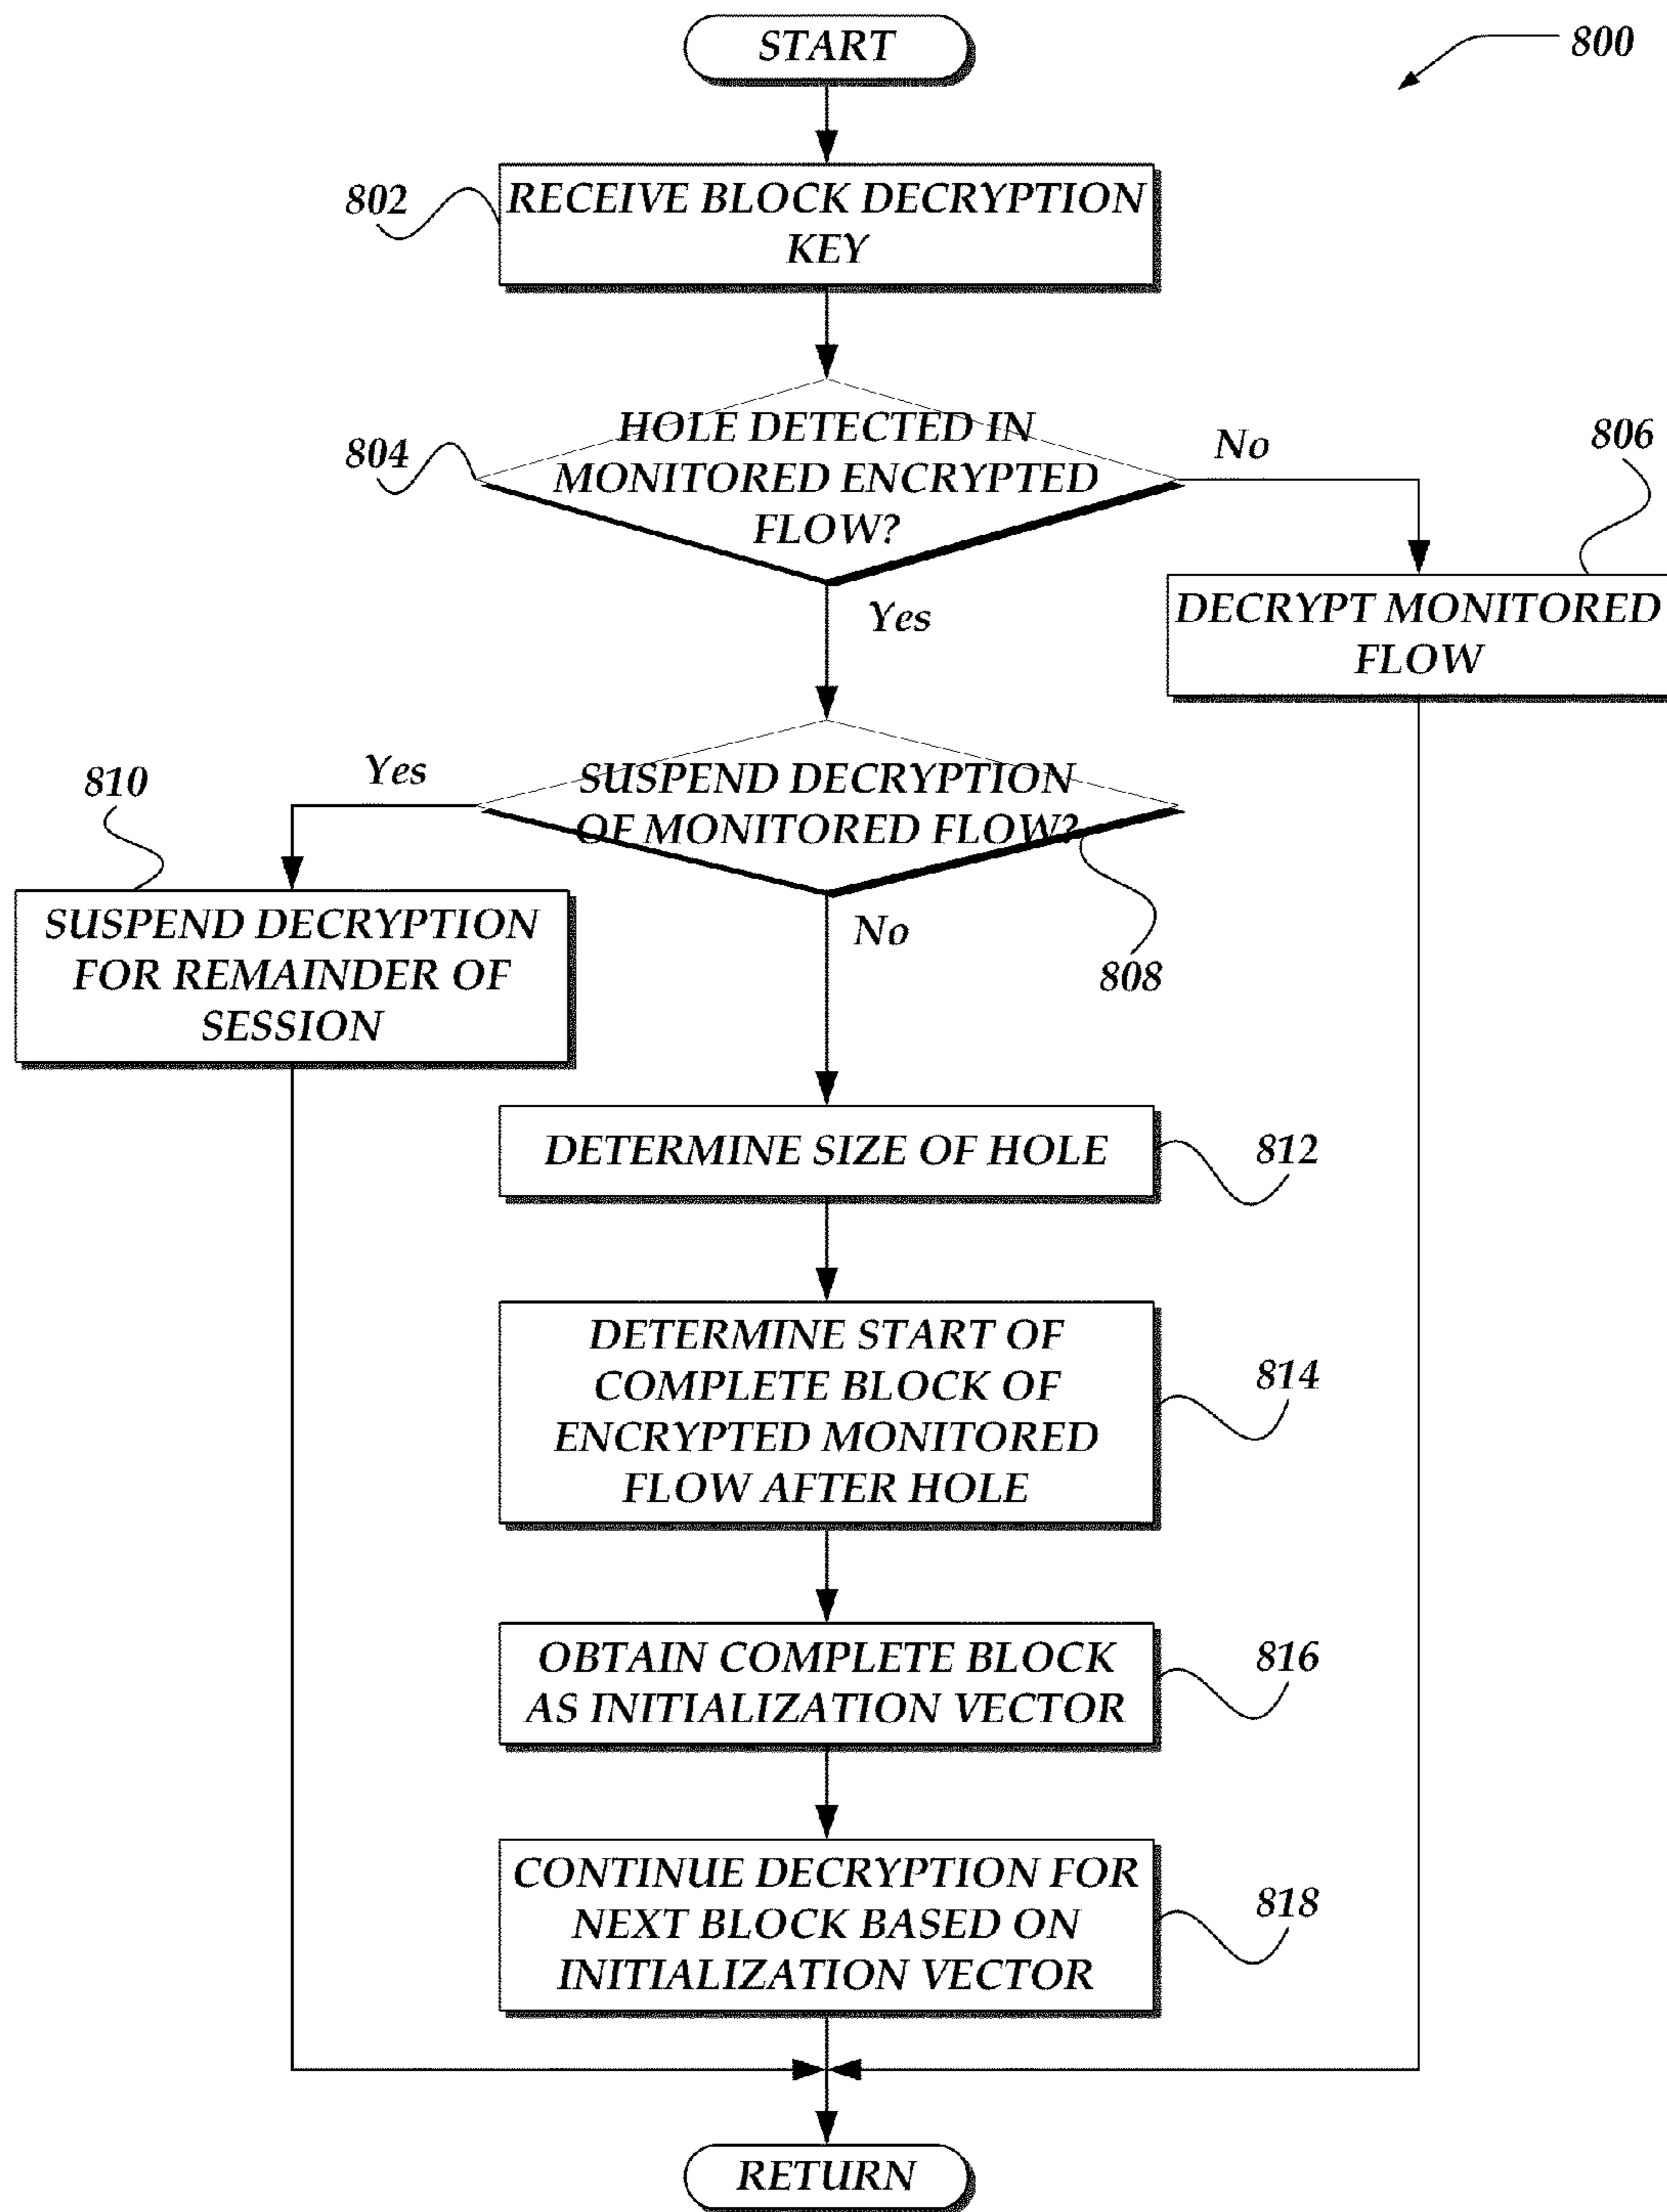 START
800
802
RECEIVE BLOCK DECRYPTION
KEY
804
HOLE DETECTED IN
MONITORED ENCRYPTED
FLOW?
No
806
Yes
DECRYPT MONITORED
FLOW
810
Yes
SUSPEND DECRYPTION
OF MONITORED FLOW?
SUSPEND DECRYPTION
FOR REMAINDER OF
SESSION
No
808
DETERMINE SIZE OF HOLE
812
DETERMINE START OF
COMPLETE BLOCK OF
ENCRYPTED MONITORED
FLOW AFTER HOLE
814
OBTAIN COMPLETE BLOCK
AS INITIALIZATION VECTOR
816
CONTINUE DECRYPTION FOR
NEXT BLOCK BASED ON
INITIALIZATION VECTOR
818
RETURN